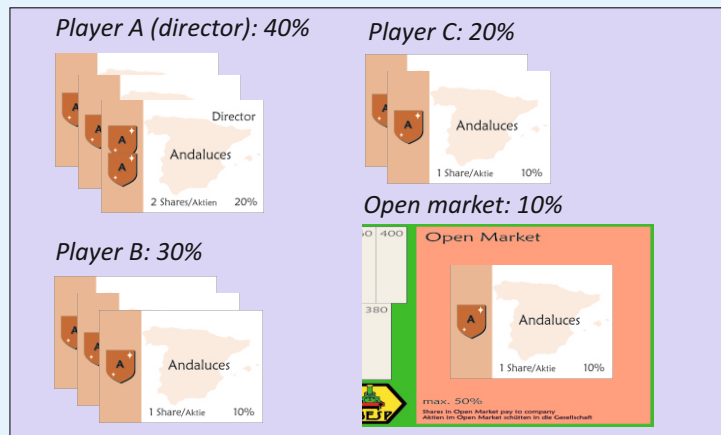 Player A (director): 40%
A
A
A
A
Director
Andaluces
2 Shares/Aktien 20%
Player C: 20%
A
A
Andaluces
1 Share/Aktie 10%
Player B: 30%
A
A
A
Andaluces
1 Share/Aktie 10%
Open market: 10%
400
380
Open Market
A
Andaluces
1 Share/Aktie 10%
max. 50%
Shares in Open Market pay to company
Aktien im Open Market schütten in die Gesellschaft